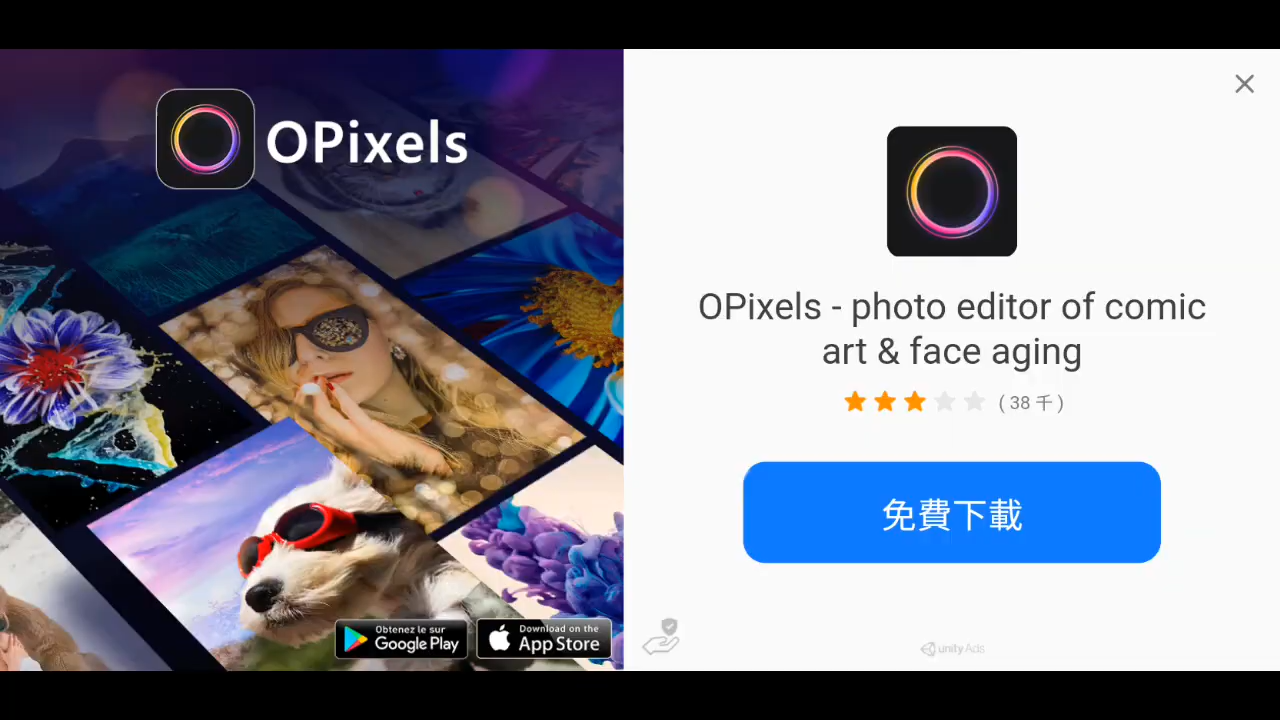 OPixels
Obtenez le sur
Google Play
Download on the
App Store
OPixels - photo editor of comic
art & face aging
( 38 千 )
免費下載
unity Ads